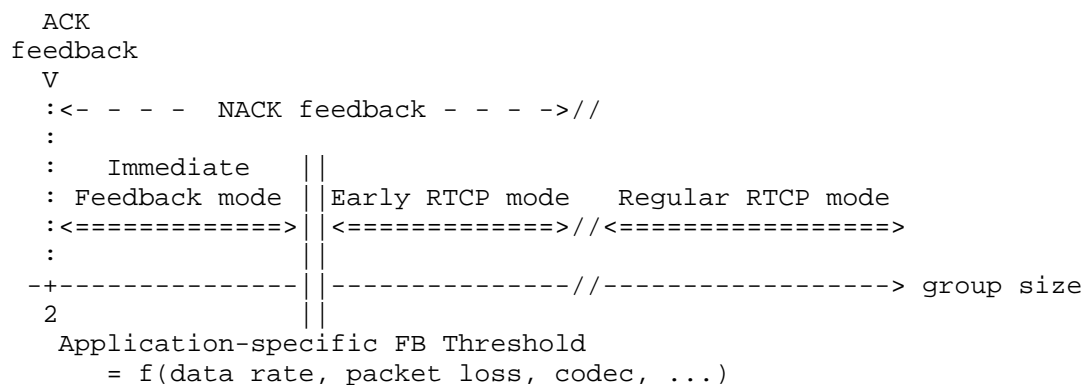 ACK
feedback
  V
  :<- - - -  NACK feedback - - - ->//
  :
  :   Immediate   ||
  : Feedback mode ||Early RTCP mode   Regular RTCP mode
  :<=============>||<=============>//<=================>
  :               ||
 -+---------------||---------------//------------------> group size
  2               ||
   Application-specific FB Threshold
      = f(data rate, packet loss, codec, ...)